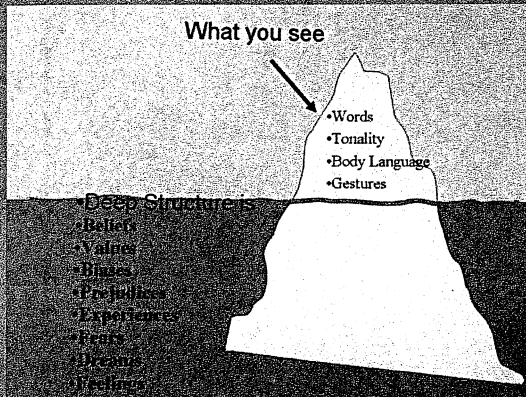 What you see
•Words
•Tonality
•Body Language
•Gestures
•Deep Structure is
•Beliefs
•Values
•Biases
•Prejudices
•Experiences
•Fears
•Dreams
•Feelings